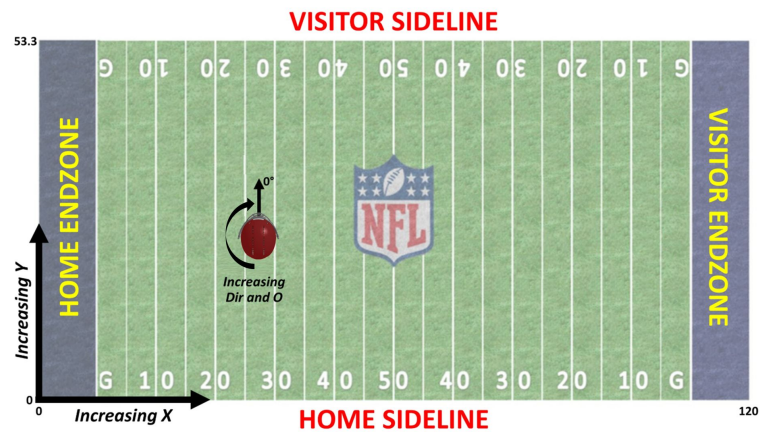 VISITOR SIDELINE
53.3
G 10 20 30 40 50 40 30 20 10 G
HOME ENDZONE
VISITOR ENDZONE
0°
NFL
Increasing
Dir and O
Increasing Y
G 10 20 30 40 50 40 30 20 10 G
0
0
Increasing X
HOME SIDELINE
120